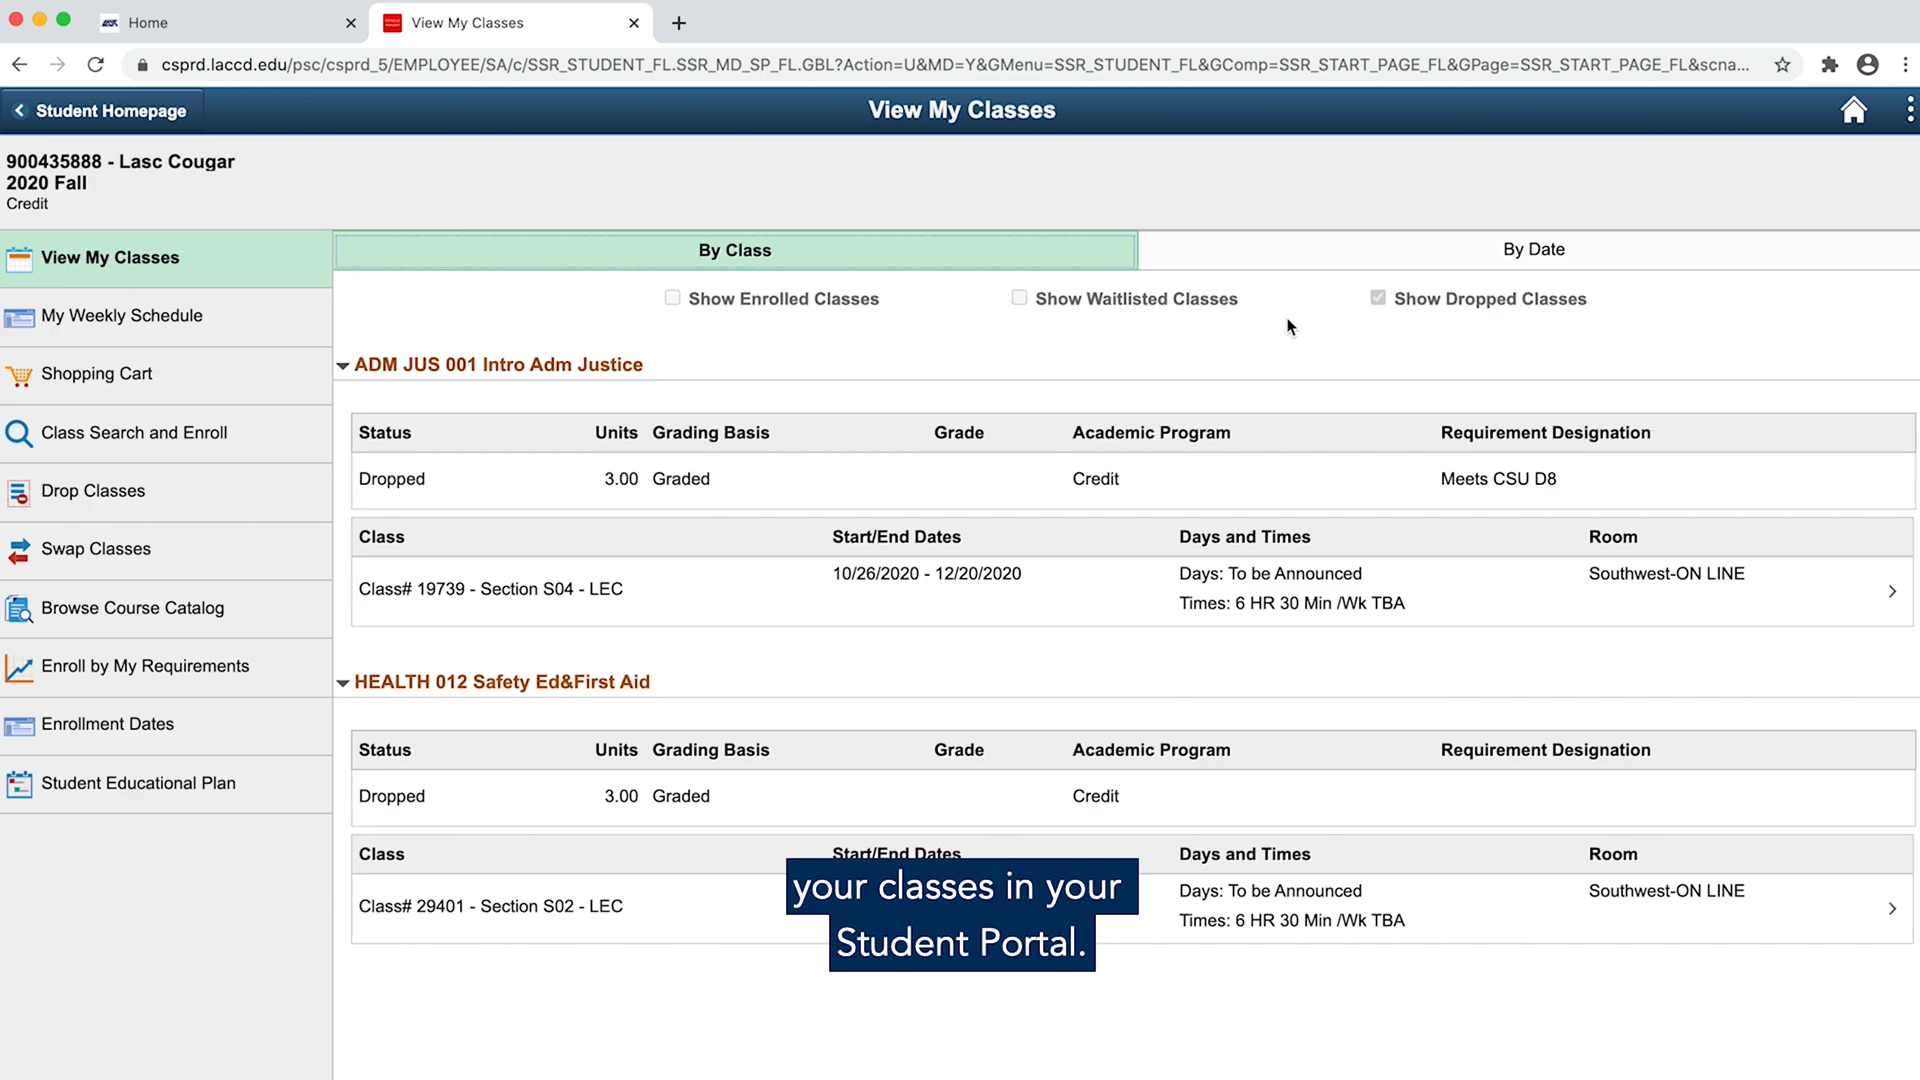 Home
View My Classes
csprd.laccd.edu/psc/csprd_5/EMPLOYEE/SA/c/SSR_STUDENT_FL.SSR_MD_SP_FL.GBL?Action=U&MD=Y&GMenu=SSR_STUDENT_FL&GComp=SSR_START_PAGE_FL&GPage=SSR_START_PAGE_FL&scna...
Student Homepage
View My Classes
900435888 - Lasc Cougar
2020 Fall
Credit
View My Classes
My Weekly Schedule
Shopping Cart
Class Search and Enroll
Drop Classes
Swap Classes
Browse Course Catalog
Enroll by My Requirements
Enrollment Dates
Student Educational Plan
By Class By Date
Show Enrolled Classes Show Waitlisted Classes Show Dropped Classes
ADM JUS 001 Intro Adm Justice
Status Units Grading Basis Grade Academic Program Requirement Designation
Dropped 3.00 Graded Credit Meets CSU D8
Class Start/End Dates Days and Times Room
Class# 19739 - Section S04 - LEC 10/26/2020 - 12/20/2020 Days: To be Announced Southwest-ON LINE
Times: 6 HR 30 Min /Wk TBA
HEALTH 012 Safety Ed&First Aid
Status Units Grading Basis Grade Academic Program Requirement Designation
Dropped 3.00 Graded Credit
Class Start/End Dates Days and Times Room
Class# 29401 - Section S02 - LEC Days: To be Announced Southwest-ON LINE
Times: 6 HR 30 Min /Wk TBA
your classes in your
Student Portal.